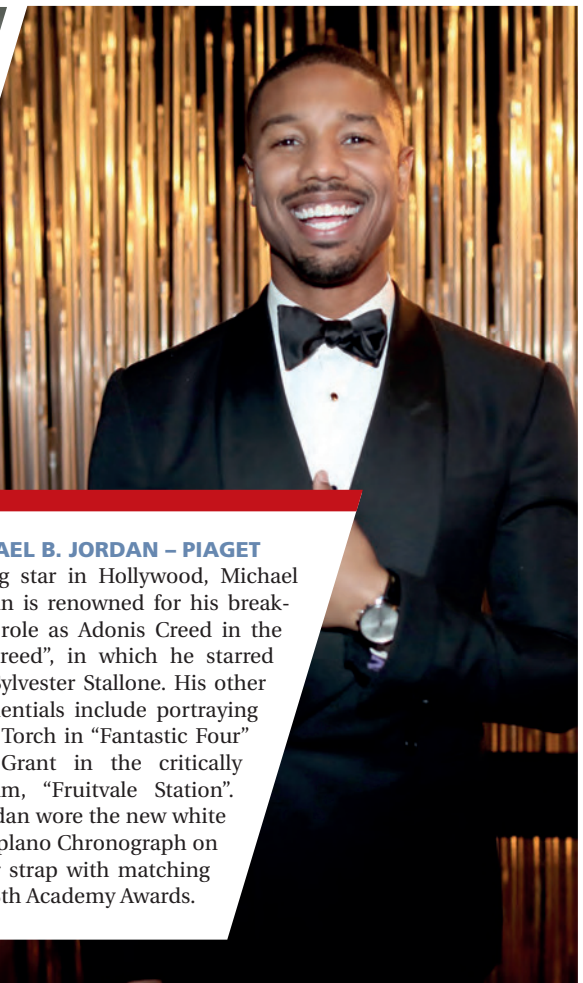 AEL B. JORDAN – PIAGET
g star in Hollywood, Michael
n is renowned for his break-
role as Adonis Creed in the
reed”, in which he starred
Sylvester Stallone. His other
entials include portraying
Torch in “Fantastic Four”
Grant in the critically
m, “Fruitvale Station”.
dan wore the new white
plano Chronograph on
strap with matching
th Academy Awards.